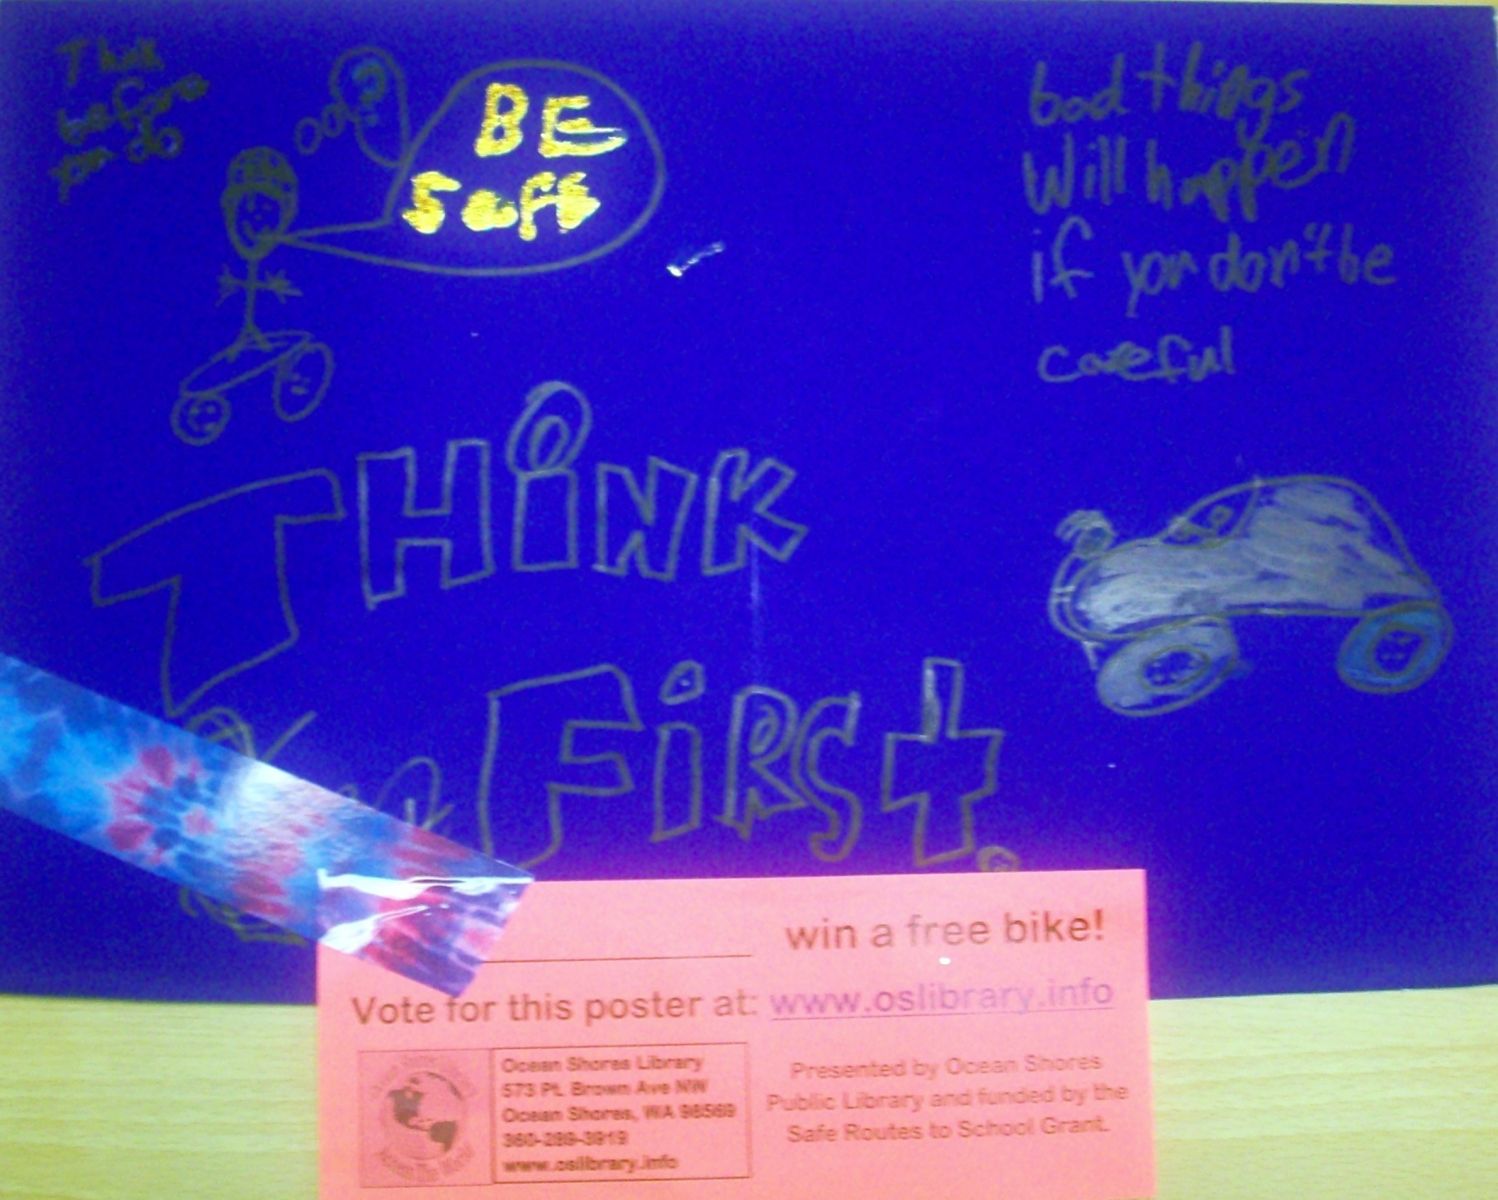 Think
before
you do
?
BE
Safe
bad things
will happen
if you don't be
careful
THiNK
FiRSt.
win a free bike!
Vote for this poster at: www.oslibrary.info
Ocean Shores Library
573 Pt. Brown Ave NW
Ocean Shores, WA 98569
360-289-3919
www.oslibrary.info
Presented by Ocean Shores
Public Library and funded by the
Safe Routes to School Grant.